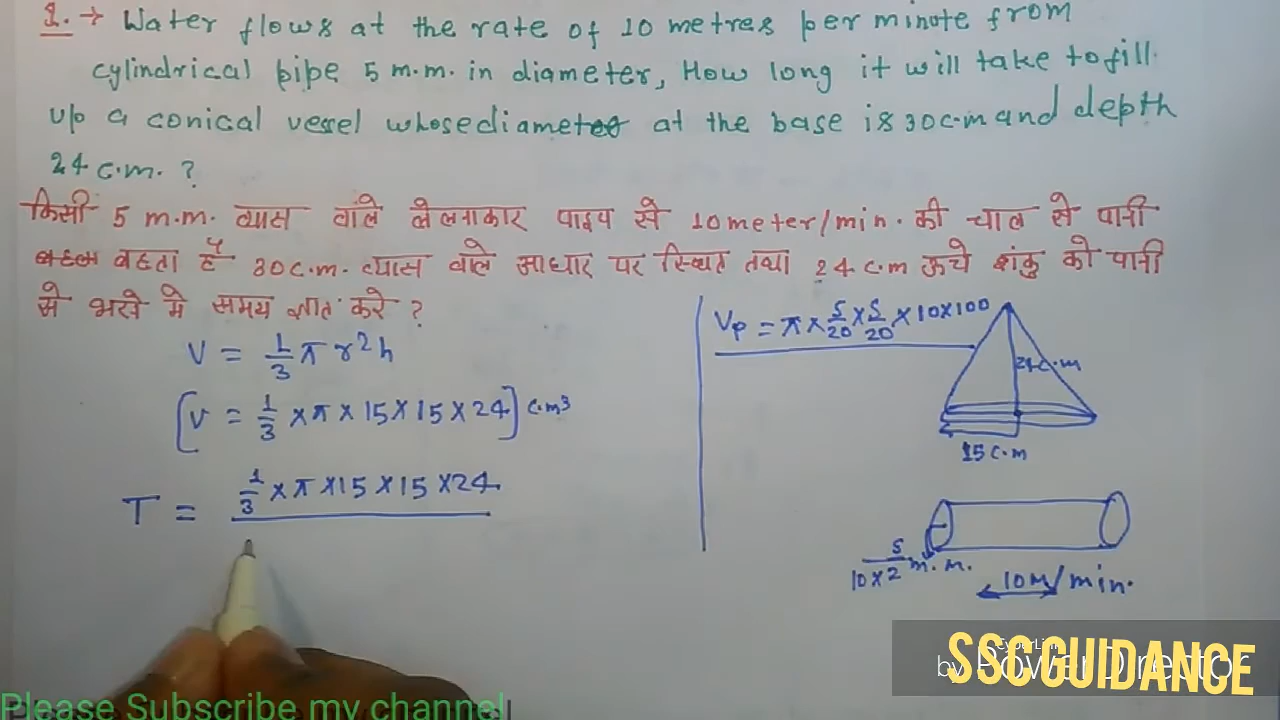 1. → Water flows at the rate of 10 metres per minute from
cylindrical pipe 5 m.m. in diameter, How long it will take to fill
up a conical vessel whose diameter at the base is 30 c.m and depth
24 c.m. ?
किसी 5 m.m. व्यास वाले बेलनाकार पाइप से 10 meter/min. की चाल से पानी
बहता है 30 c.m. व्यास वाले आधार पर स्थित तथा 24 c.m ऊचे शंकु को पानी
से भरने मे समय ज्ञात करे ?
V = 1/3 π r² h
[V = 1/3 × π × 15 × 15 × 24] c.m³
T = 1/3 × π × 15 × 15 × 24.
Vp = π × 5/20 × 5/20 × 10 × 100
24 c.m
15 c.m
5/10×2 m.m.
10 M/min.
by PowerDirector
SSCGUIDANCE
Please Subscribe my channel